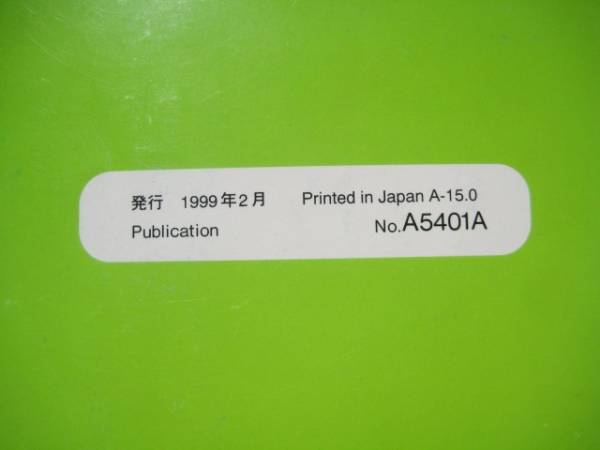 発行 1999年2月 Printed in Japan A-15.0
Publication No.A5401A